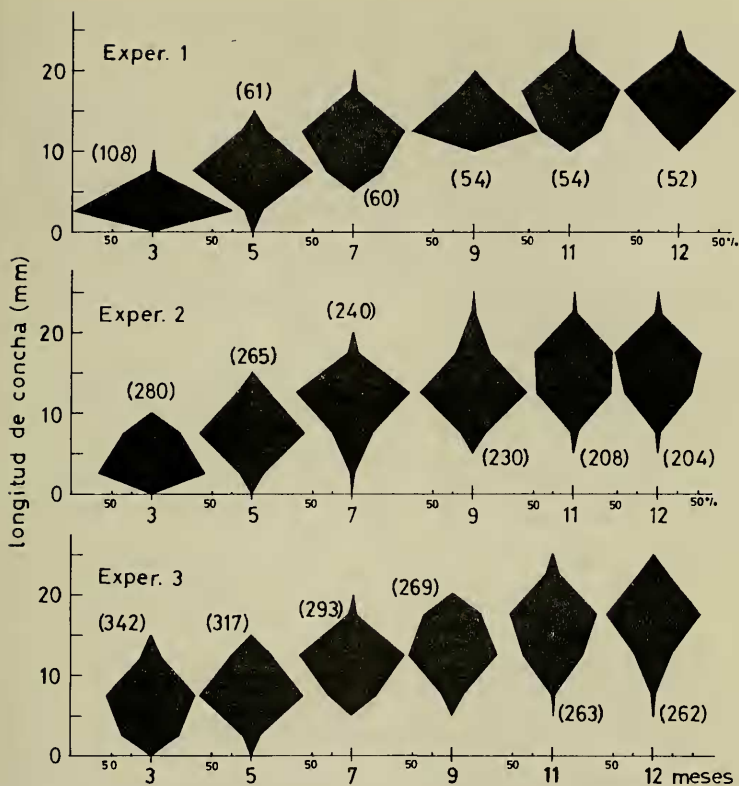 Exper. 1
20
10
0
(108)
(61)
(60)
(54)
(54)
(52)
50 50 50 50 50 50 50%
3 5 7 9 11 12
longitud de concha (mm)
Exper. 2
20
10
0
(280)
(265)
(240)
(230)
(208)
(204)
50 50 50 50 50 50 50%
3 5 7 9 11 12
Exper. 3
20
10
0
(342)
(317)
(293)
(269)
(263)
(262)
50 50 50 50 50 50
3 5 7 9 11 12 meses